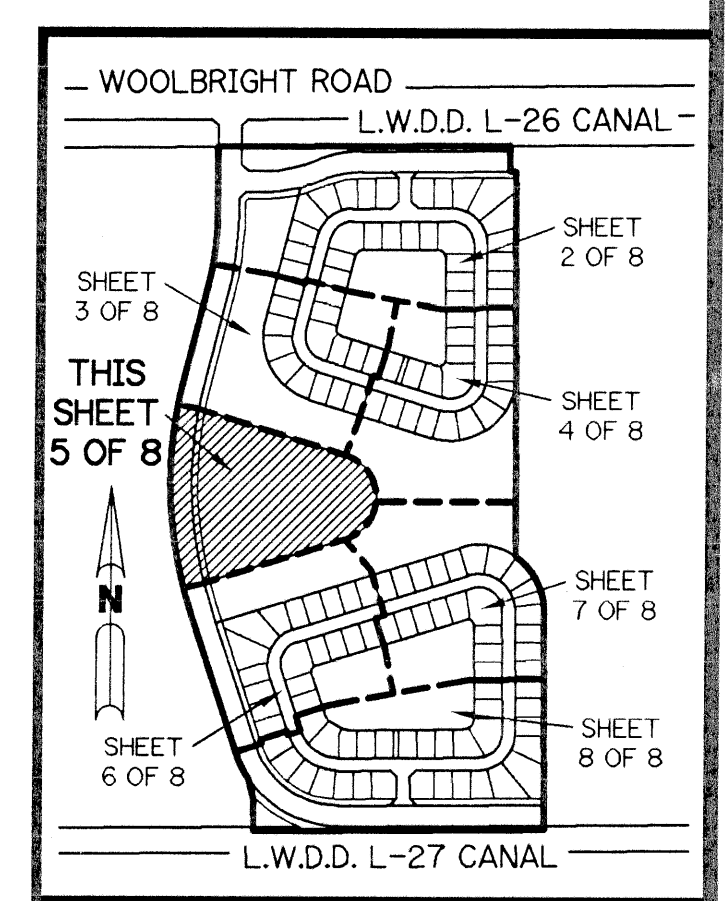 WOOLBRIGHT ROAD
L.W.D.D. L-26 CANAL
SHEET
2 OF 8
SHEET
3 OF 8
THIS
SHEET
5 OF 8
SHEET
4 OF 8
N
SHEET
7 OF 8
SHEET
6 OF 8
SHEET
8 OF 8
L.W.D.D. L-27 CANAL